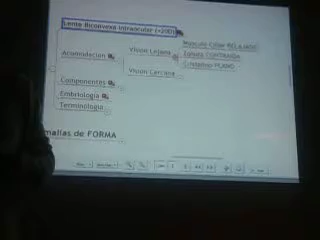 Lente Biconvexa Intraocular (+20D)
Acomodacion
Vision Lejana
Musculo Ciliar RELAJADO
Zonula CONTRAIDA
Cristalino PLANO
Vision Cercana
Componentes
Embriologia
Terminologia
malias de FORMA